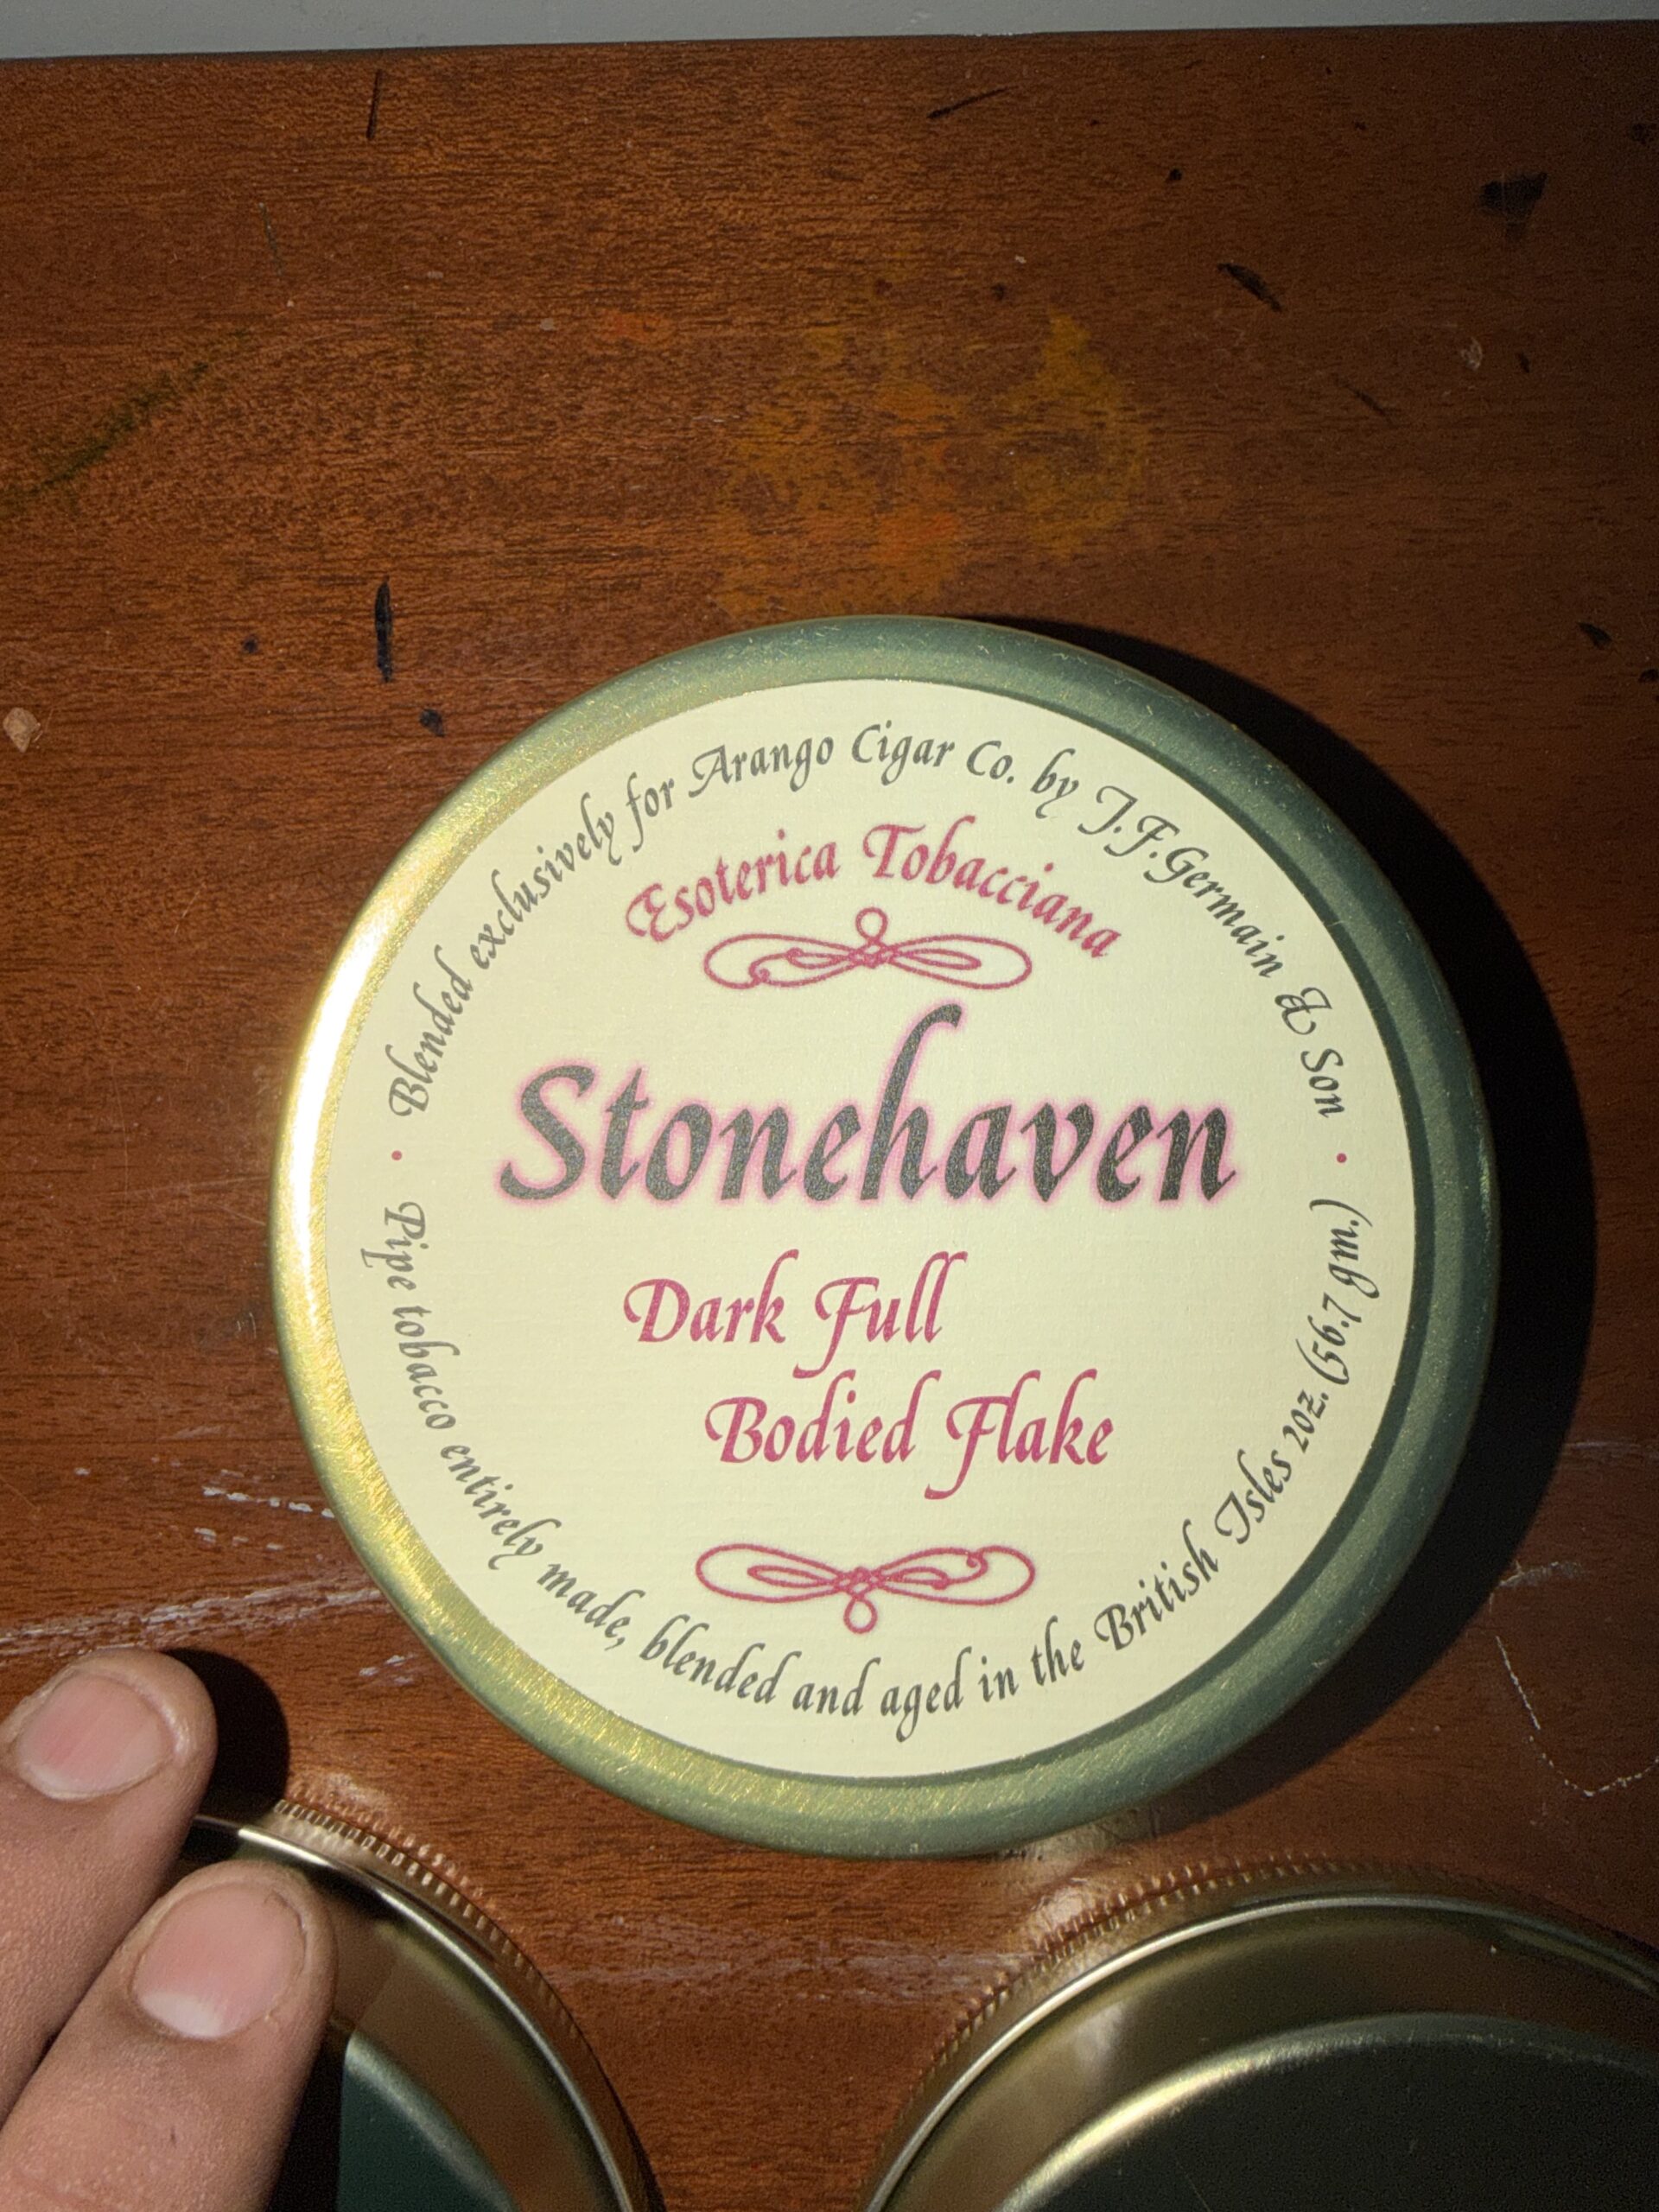 Blended exclusively for Arango Cigar Co. by J.F.Germain & Son
Esoterica Tobacciana
Stonehaven
Dark Full
Bodied Flake
Pipe tobacco entirely made, blended and aged in the British Isles 2oz. (56.7 gm.)